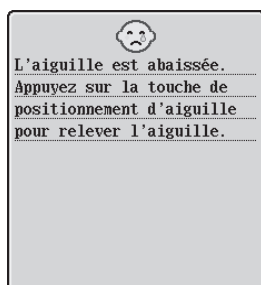 L'aiguille est abaissée.
Appuyez sur la touche de
positionnement d'aiguille
pour relever l'aiguille.